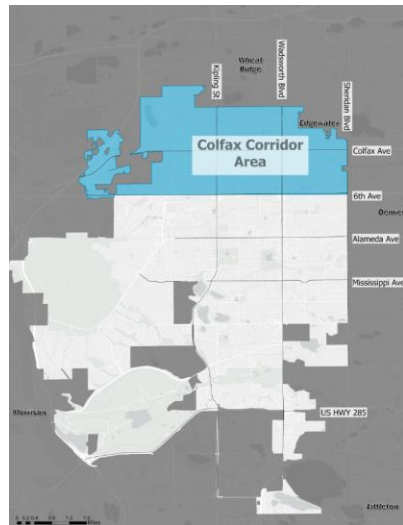 Wheat
Ridge
Kipling St
Wadsworth Blvd
Sheridan Blvd
Edgewater
Colfax Corridor
Area
Colfax Ave
6th Ave
Alameda Ave
Mississippi Ave
US HWY 285
Morrison
Littleton